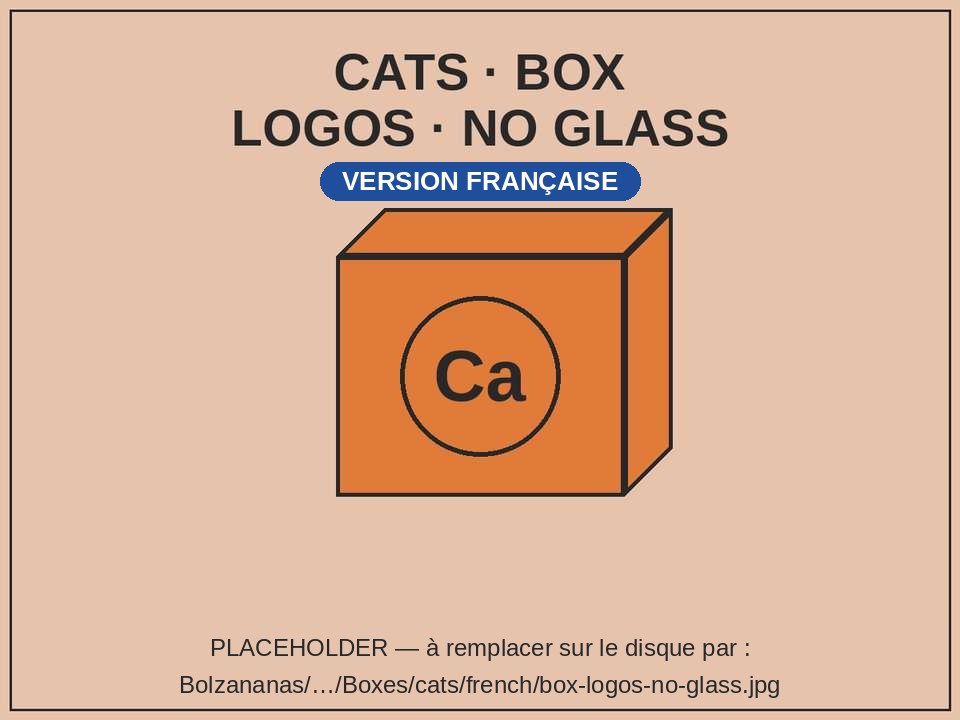 CATS · BOX
LOGOS · NO GLASS
VERSION FRANÇAISE
Ca
PLACEHOLDER — à remplacer sur le disque par :
Bolzananas/…/Boxes/cats/french/box-logos-no-glass.jpg